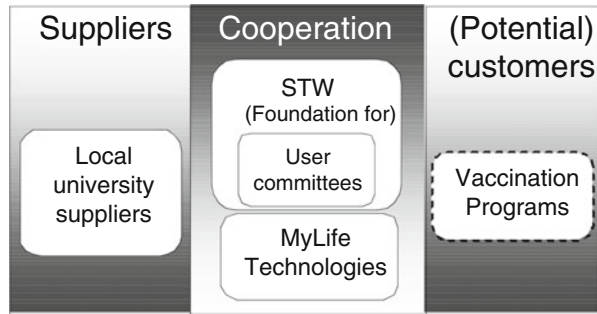 Suppliers
Local
university
suppliers
Cooperation
STW
(Foundation for)
User
committees
MyLife
Technologies
(Potential)
customers
Vaccination
Programs